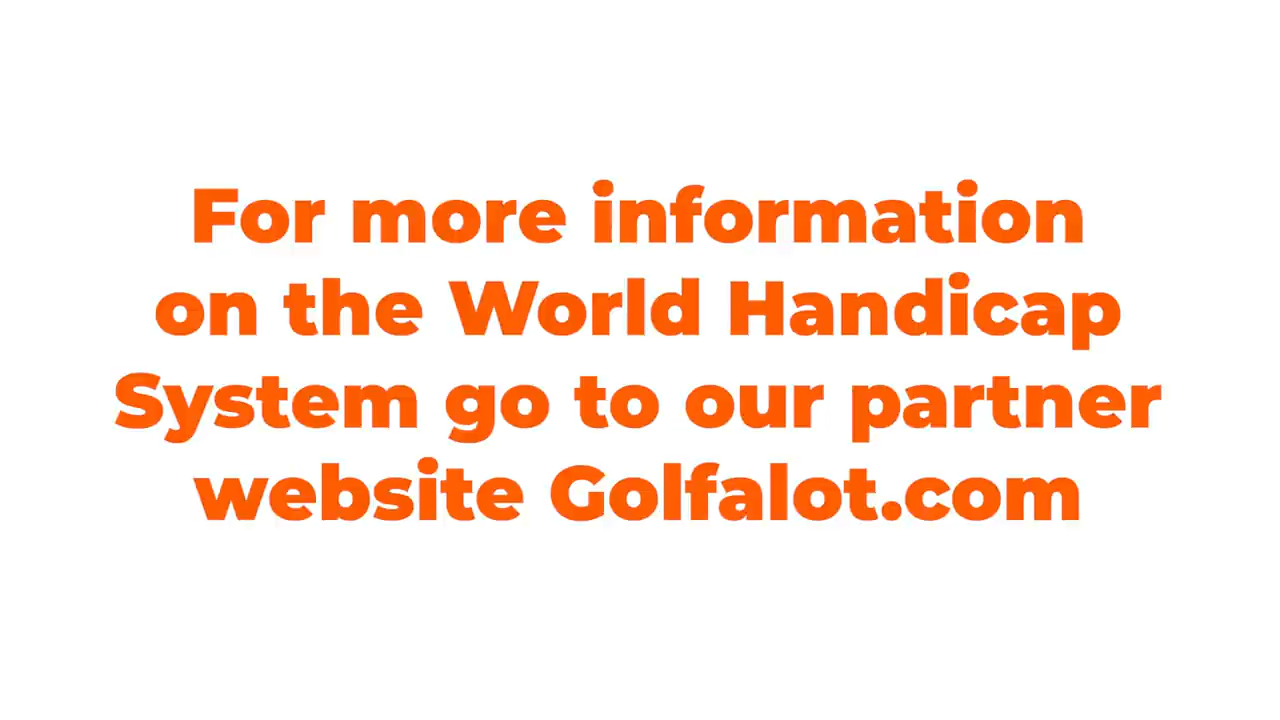 For more information
on the World Handicap
System go to our partner
website Golfalot.com